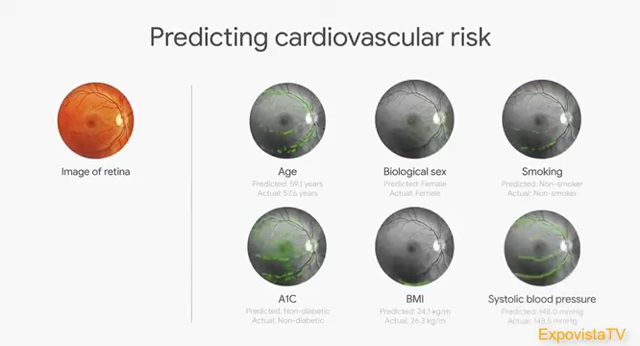 Predicting cardiovascular risk
Image of retina
Age
Predicted: 59.1 years
Actual: 57.6 years
Biological sex
Predicted: Female
Actual: Female
Smoking
Predicted: Non-smoker
Actual: Non-smoker
A1C
Predicted: Non-diabetic
Actual: Non-diabetic
BMI
Predicted: 24.1 kg/m
Actual: 26.3 kg/m
Systolic blood pressure
Predicted: 148.0 mmHg
Actual: 148.5 mmHg
ExpovistaTV